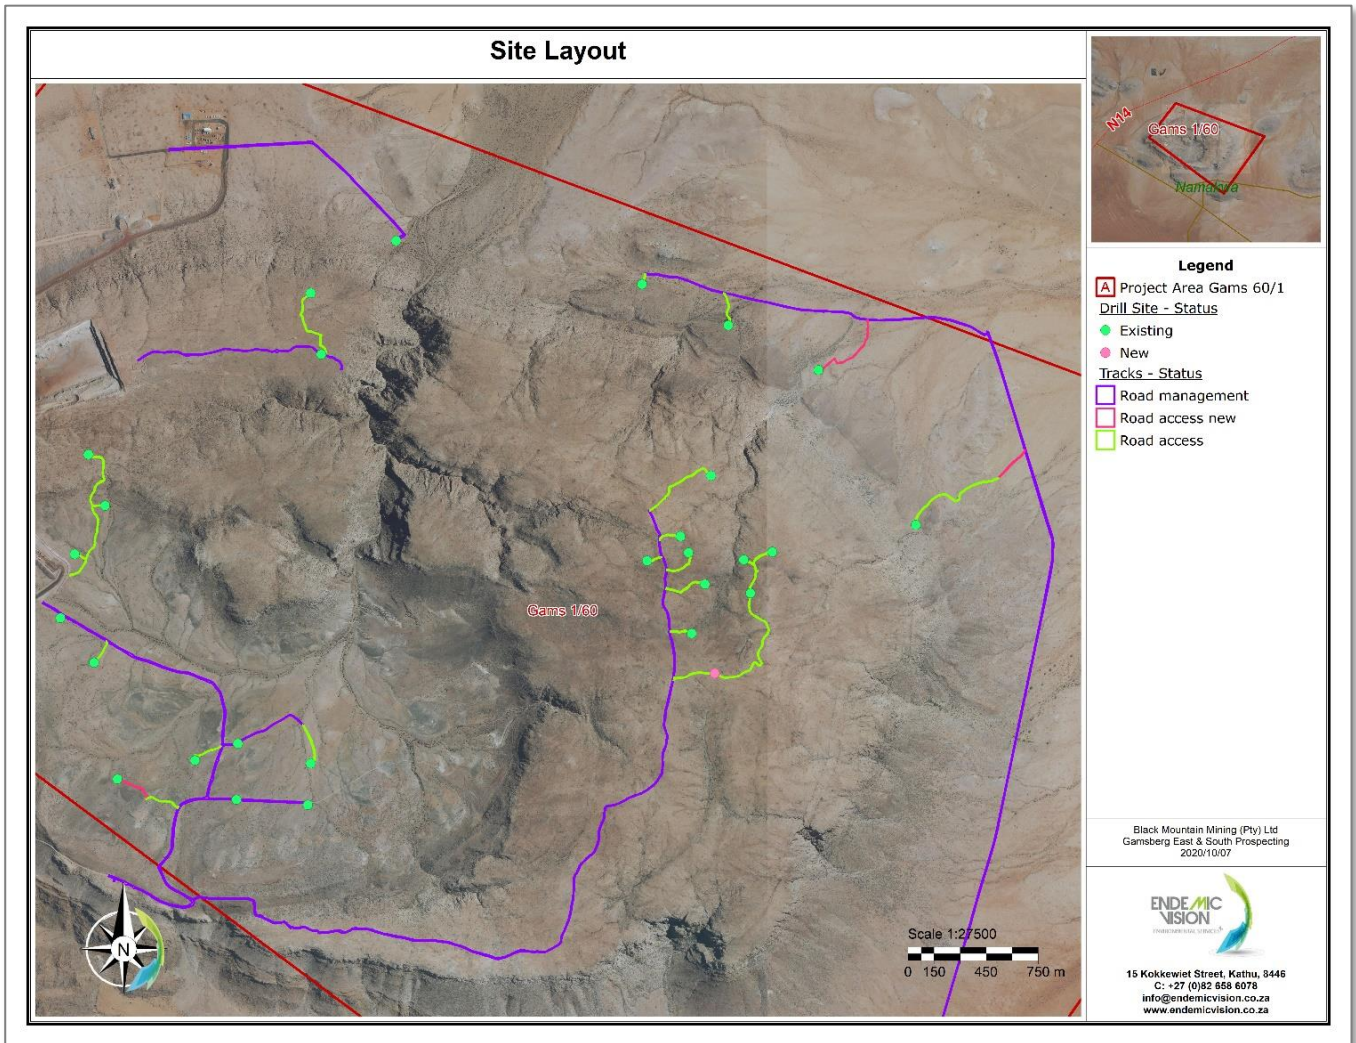 Site Layout
N14
Gams 1/60
Namakwa
Legend
A Project Area Gams 60/1
Drill Site - Status
Existing
New
Tracks - Status
Road management
Road access new
Road access
Gams 1/60
N
Scale 1:27500
0 150 450 750 m
Black Mountain Mining (Pty) Ltd
Gamsberg East & South Prospecting
2020/10/07
ENDEMIC
VISION
ENVIRONMENTAL SERVICES
15 Kokkewiet Street, Kathu, 8446
C: +27 (0)82 658 6078
info@endemicvision.co.za
www.endemicvision.co.za